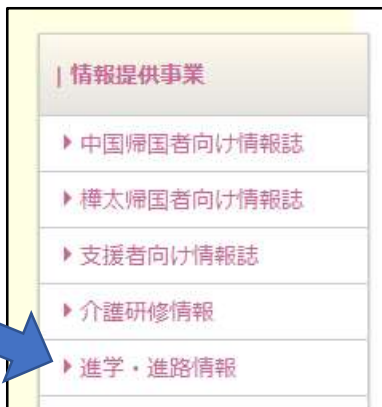 | 情報提供事業
中国帰国者向け情報誌
樺太帰国者向け情報誌
支援者向け情報誌
介護研修情報
進学・進路情報